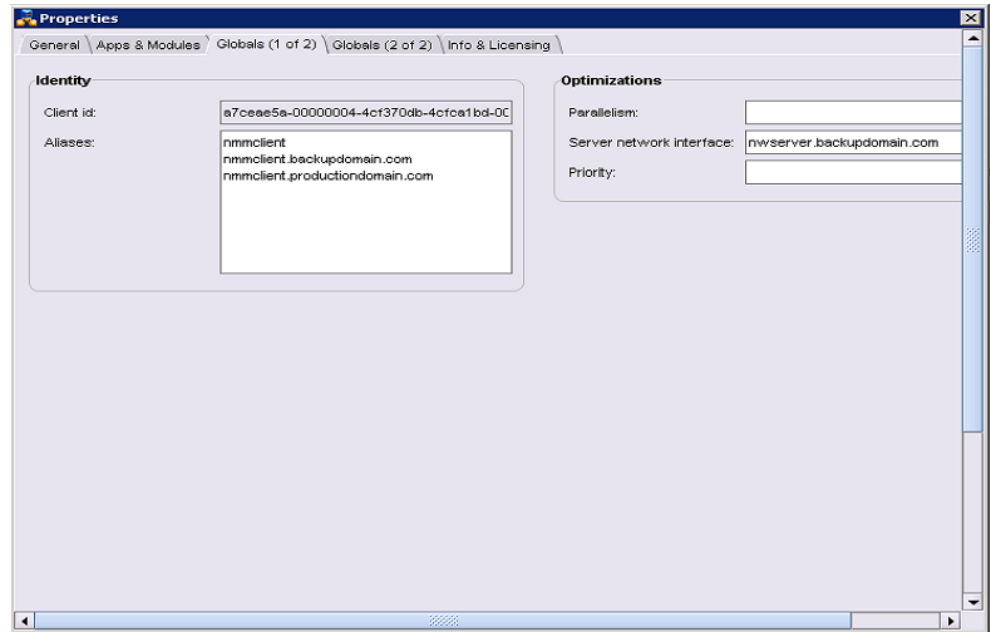 Properties
General Apps & Modules Globals (1 of 2) Globals (2 of 2) Info & Licensing
Identity
Client id: a7ceae5a-00000004-4cf370db-4cfca1bd-0C
Aliases: nmmclient
nmmclient.backupdomain.com
nmmclient.productiondomain.com
Optimizations
Parallelism:
Server network interface: nwserver.backupdomain.com
Priority: